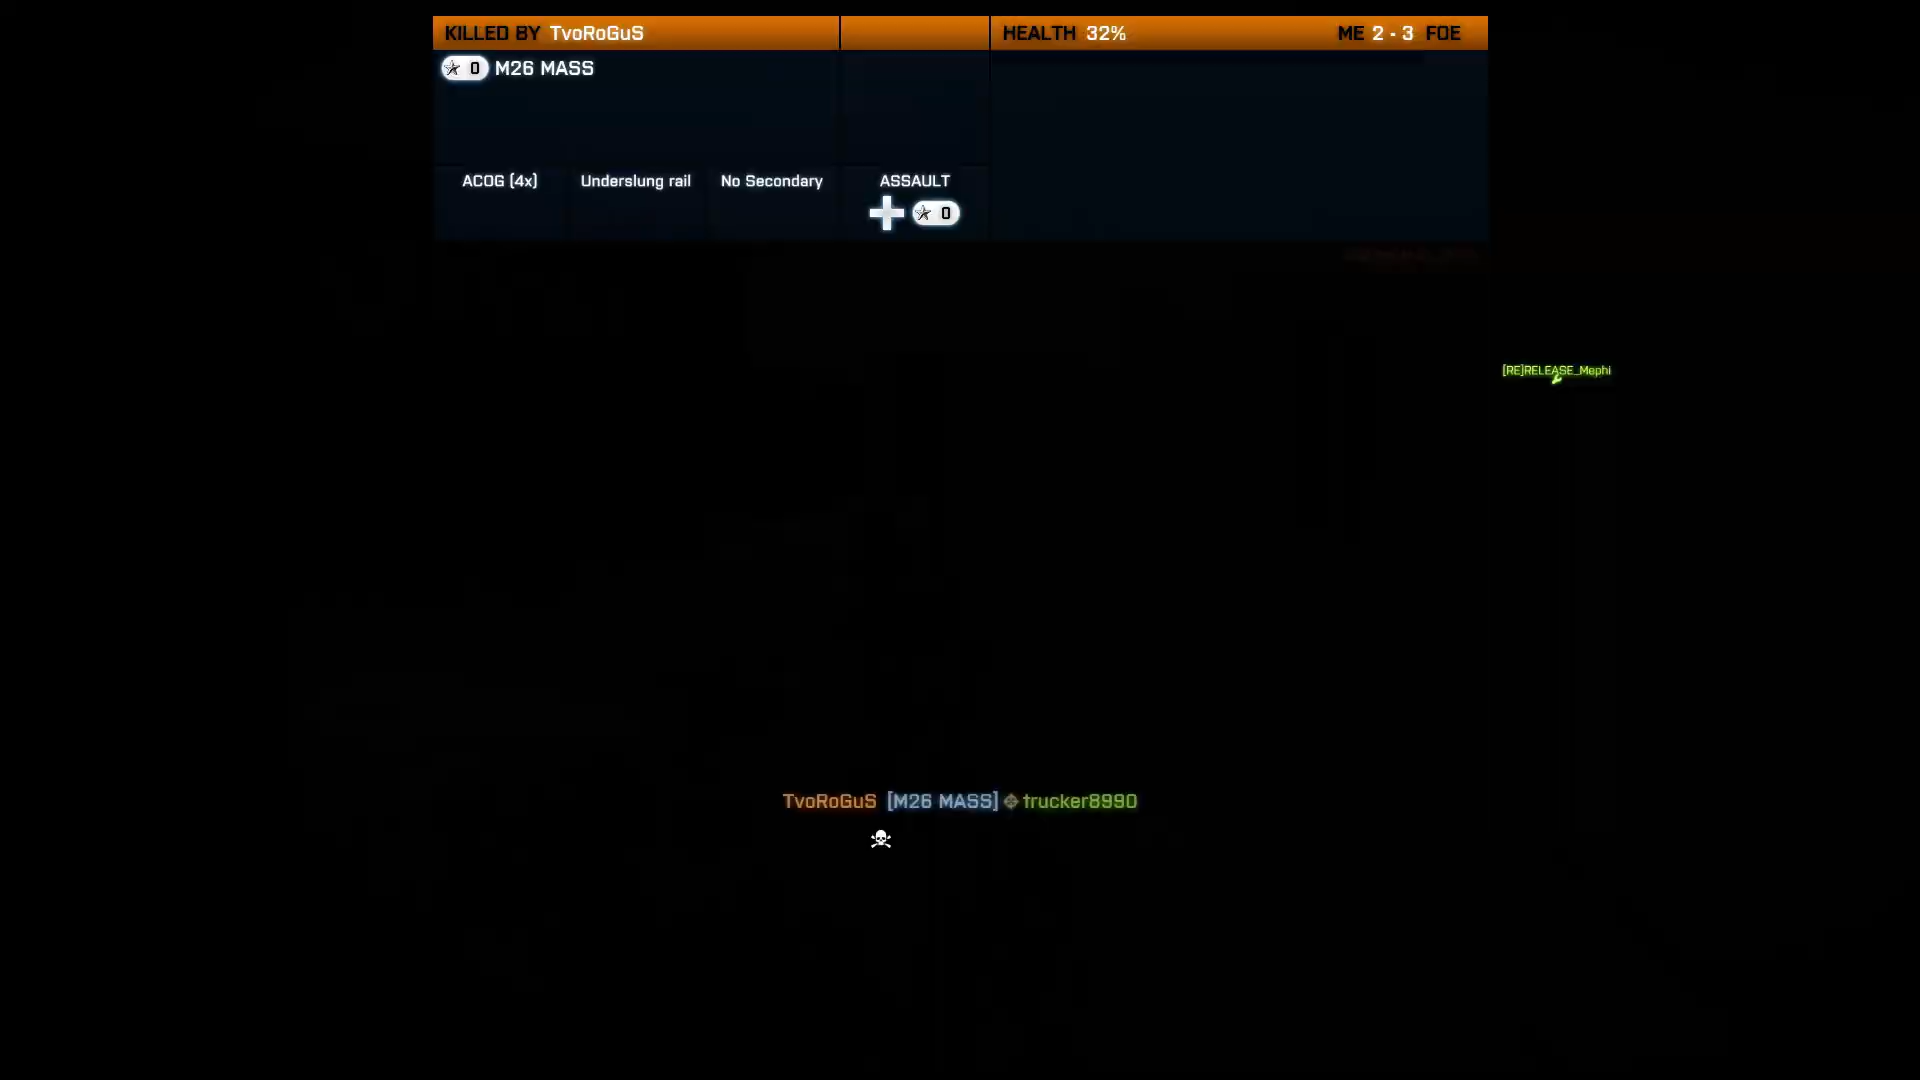 KILLED BY TvoRoGuS HEALTH 32% ME 2 - 3 FOE
0 M26 MASS
ACOG (4x) Underslung rail No Secondary ASSAULT
0
[RE]RELEASE_Mephi
TvoRoGuS [M26 MASS] trucker8990